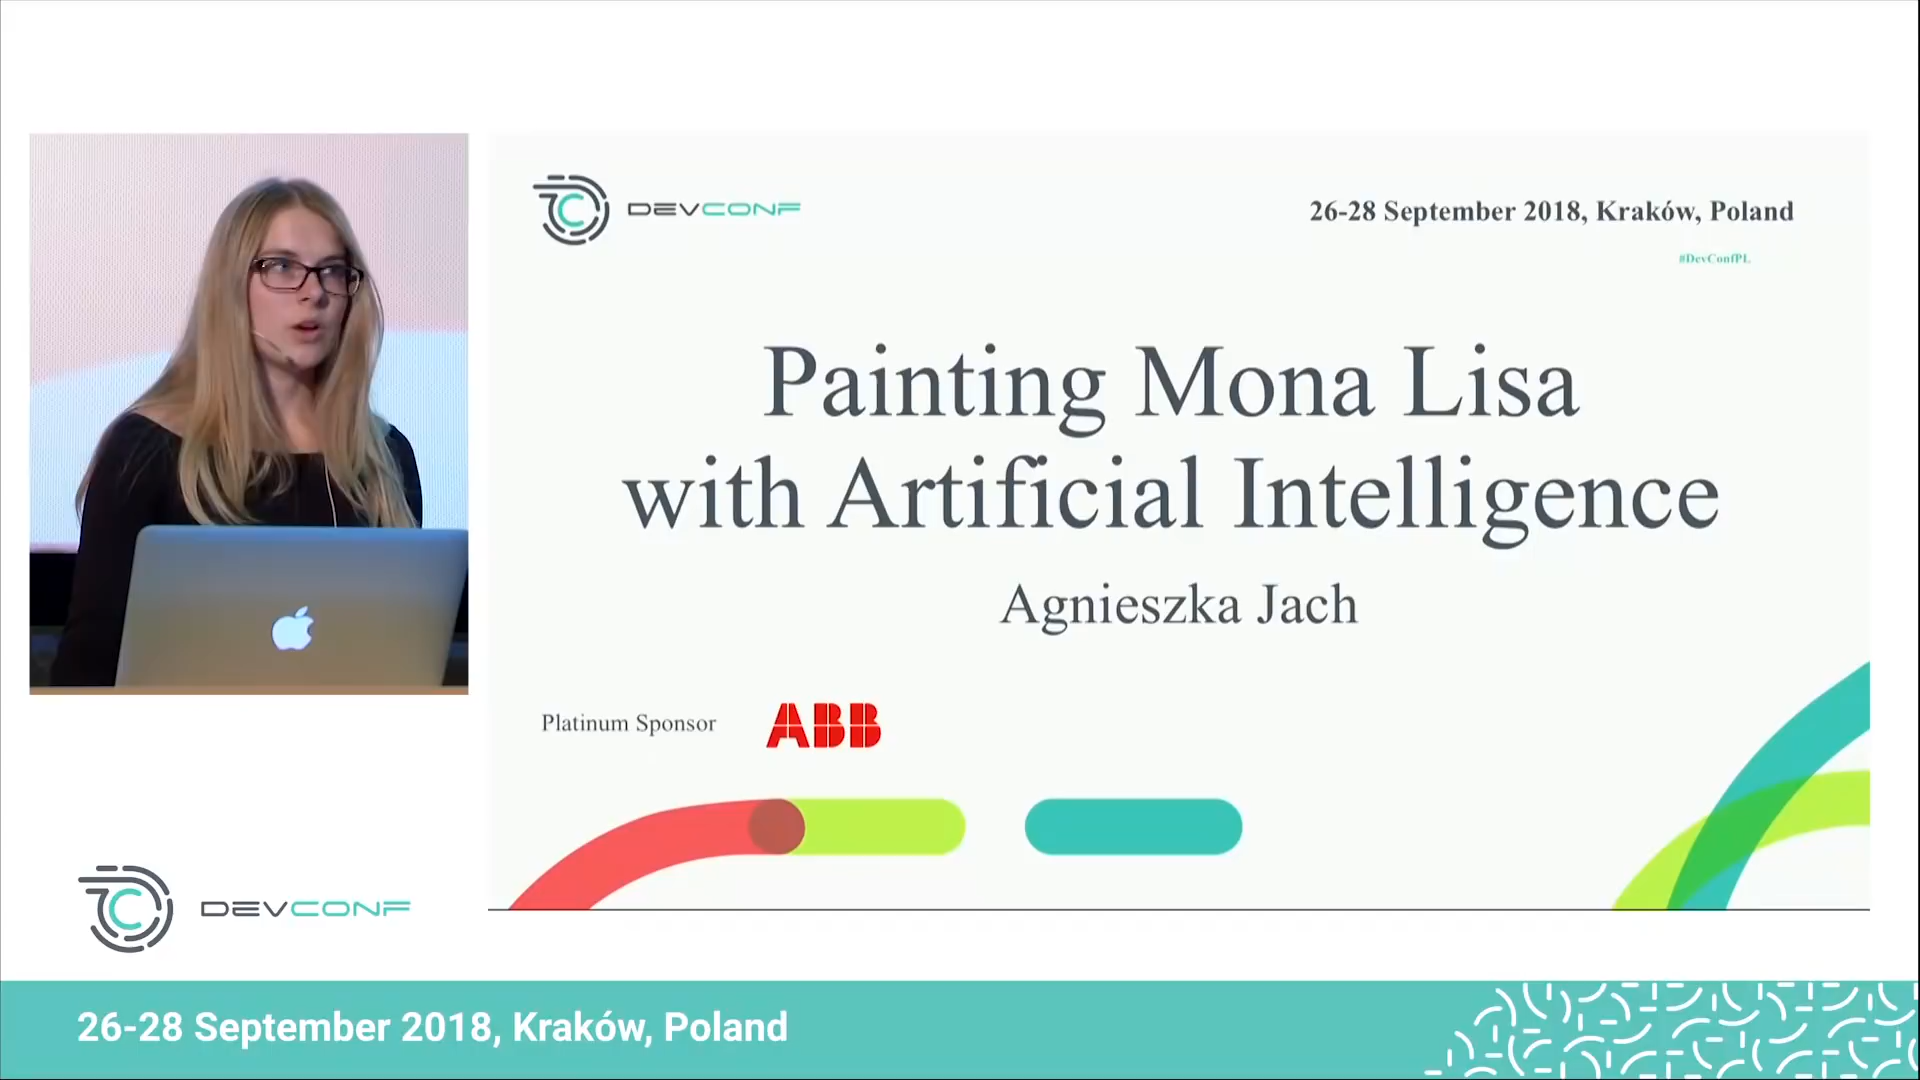 DEVCONF
26-28 September 2018, Kraków, Poland
#DevConfPL
Painting Mona Lisa
with Artificial Intelligence
Agnieszka Jach
Platinum Sponsor
ABB
DEVCONF
26-28 September 2018, Kraków, Poland